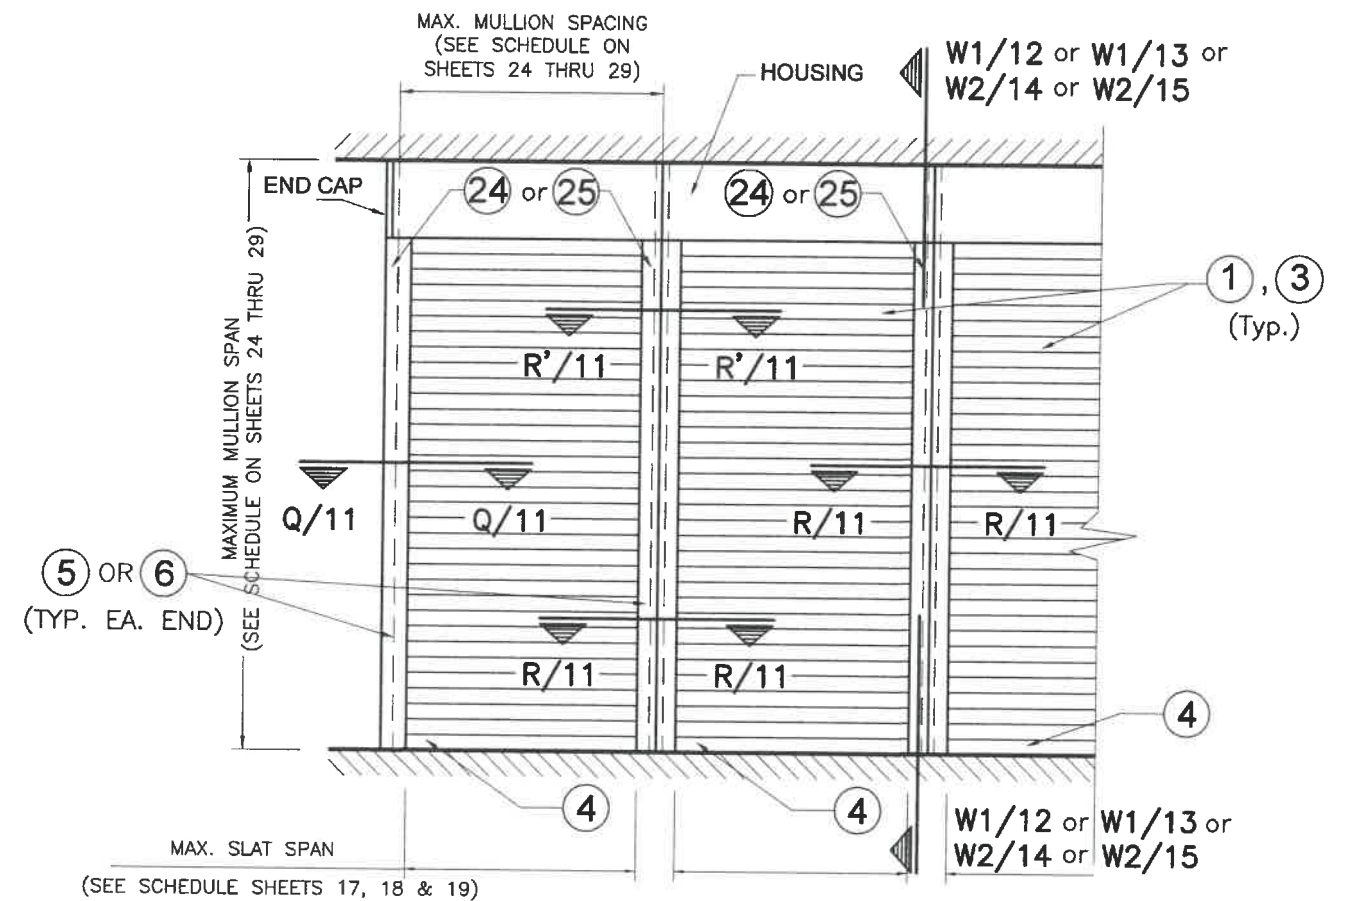 MAX. MULLION SPACING
(SEE SCHEDULE ON
SHEETS 24 THRU 29)
HOUSING
W1/12 or W1/13 or
W2/14 or W2/15
END CAP
24 or 25
24 or 25
1 , 3
(Typ.)
MAXIMUM MULLION SPAN
(SEE SCHEDULE ON SHEETS 24 THRU 29)
R'/11
R'/11
Q/11
Q/11
R/11
R/11
5 OR 6
(TYP. EA. END)
R/11
R/11
4
4
4
W1/12 or W1/13 or
W2/14 or W2/15
MAX. SLAT SPAN
(SEE SCHEDULE SHEETS 17, 18 & 19)